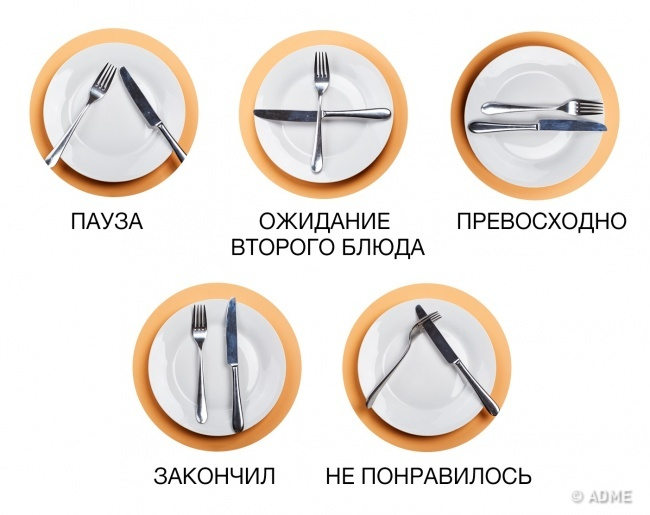 ПАУЗА
ОЖИДАНИЕ
ВТОРОГО БЛЮДА
ПРЕВОСХОДНО
ЗАКОНЧИЛ
НЕ ПОНРАВИЛОСЬ
© ADME